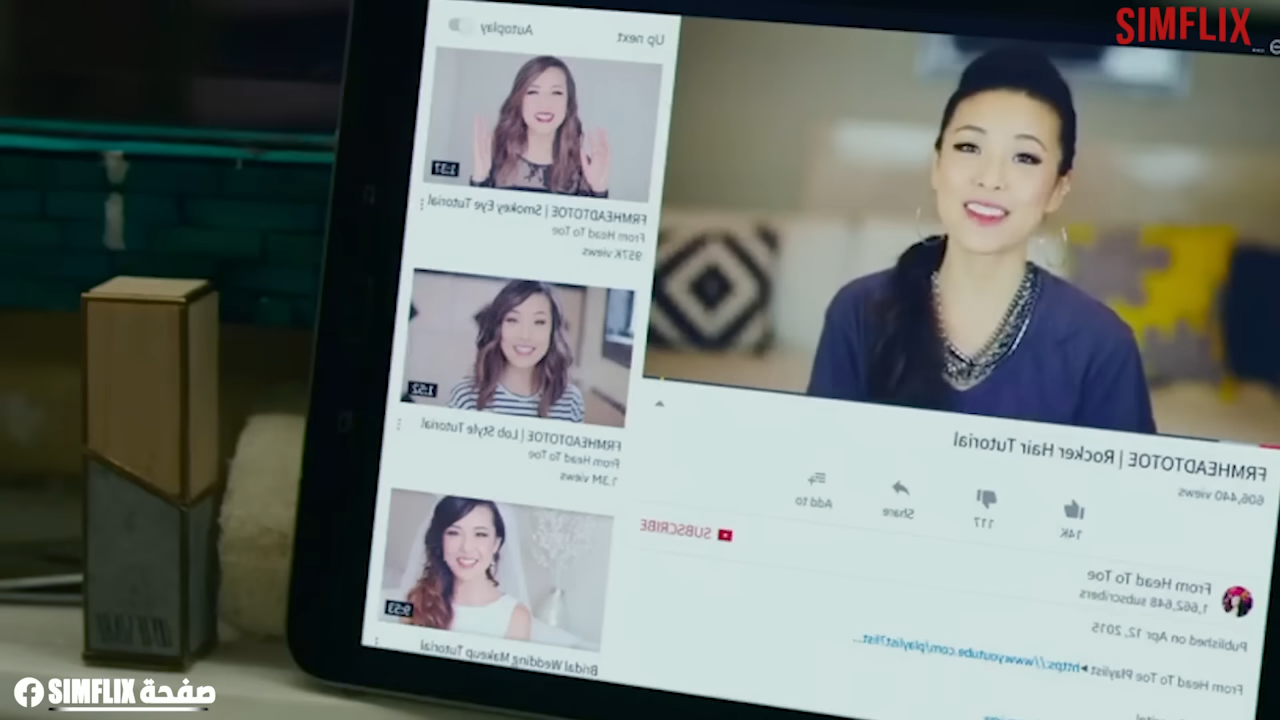 SIMFLIX
Up next
Autoplay
1:37
FRMHEADTOTOE | Smokey Eye Tutorial
From Head To Toe
957K views
1:52
FRMHEADTOTOE | Lob Style Tutorial
From Head To Toe
1.3M views
9:53
Bridal Wedding Makeup Tutorial
FRMHEADTOTOE | Rocker Hair Tutorial
606,440 views
14K
117
Share
Add to
From Head To Toe
1,662,648 subscribers
SUBSCRIBE
Published on Apr 12, 2015
From Head To Toe Playlist ▸ https://www.youtube.com/playlist?list...
صفحة SIMFLIX